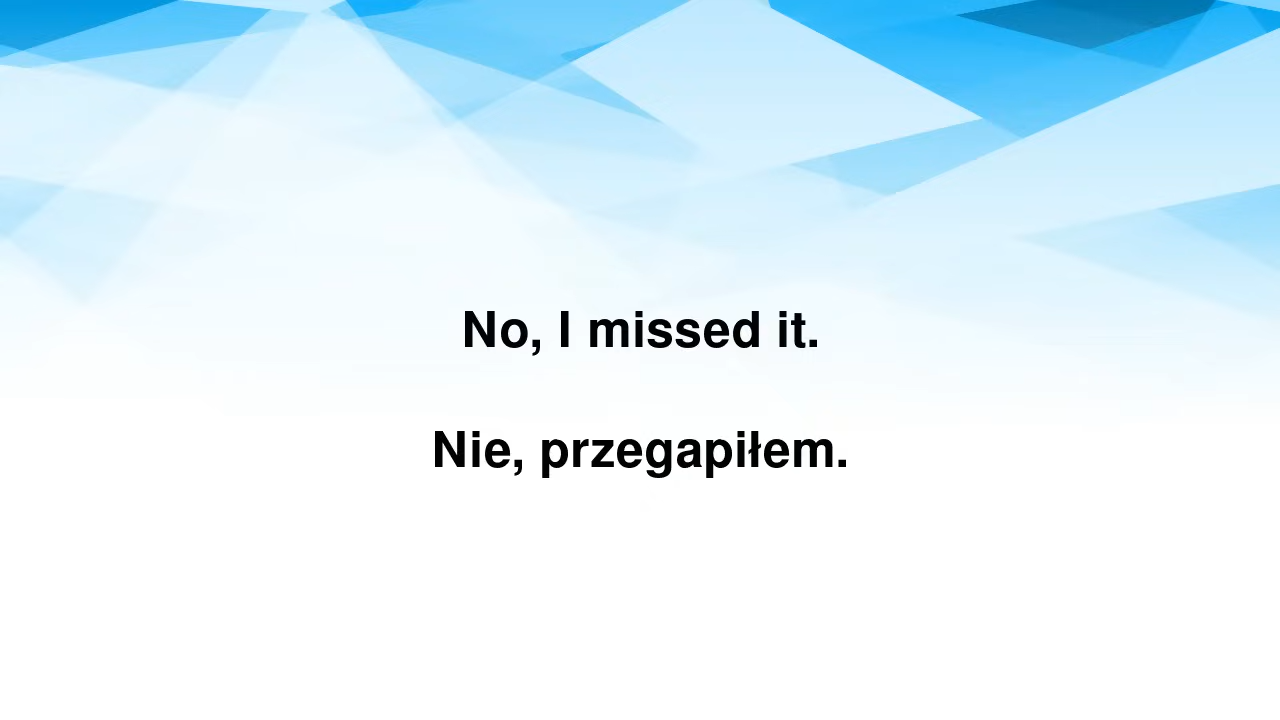 No, I missed it.
Nie, przegapiłem.